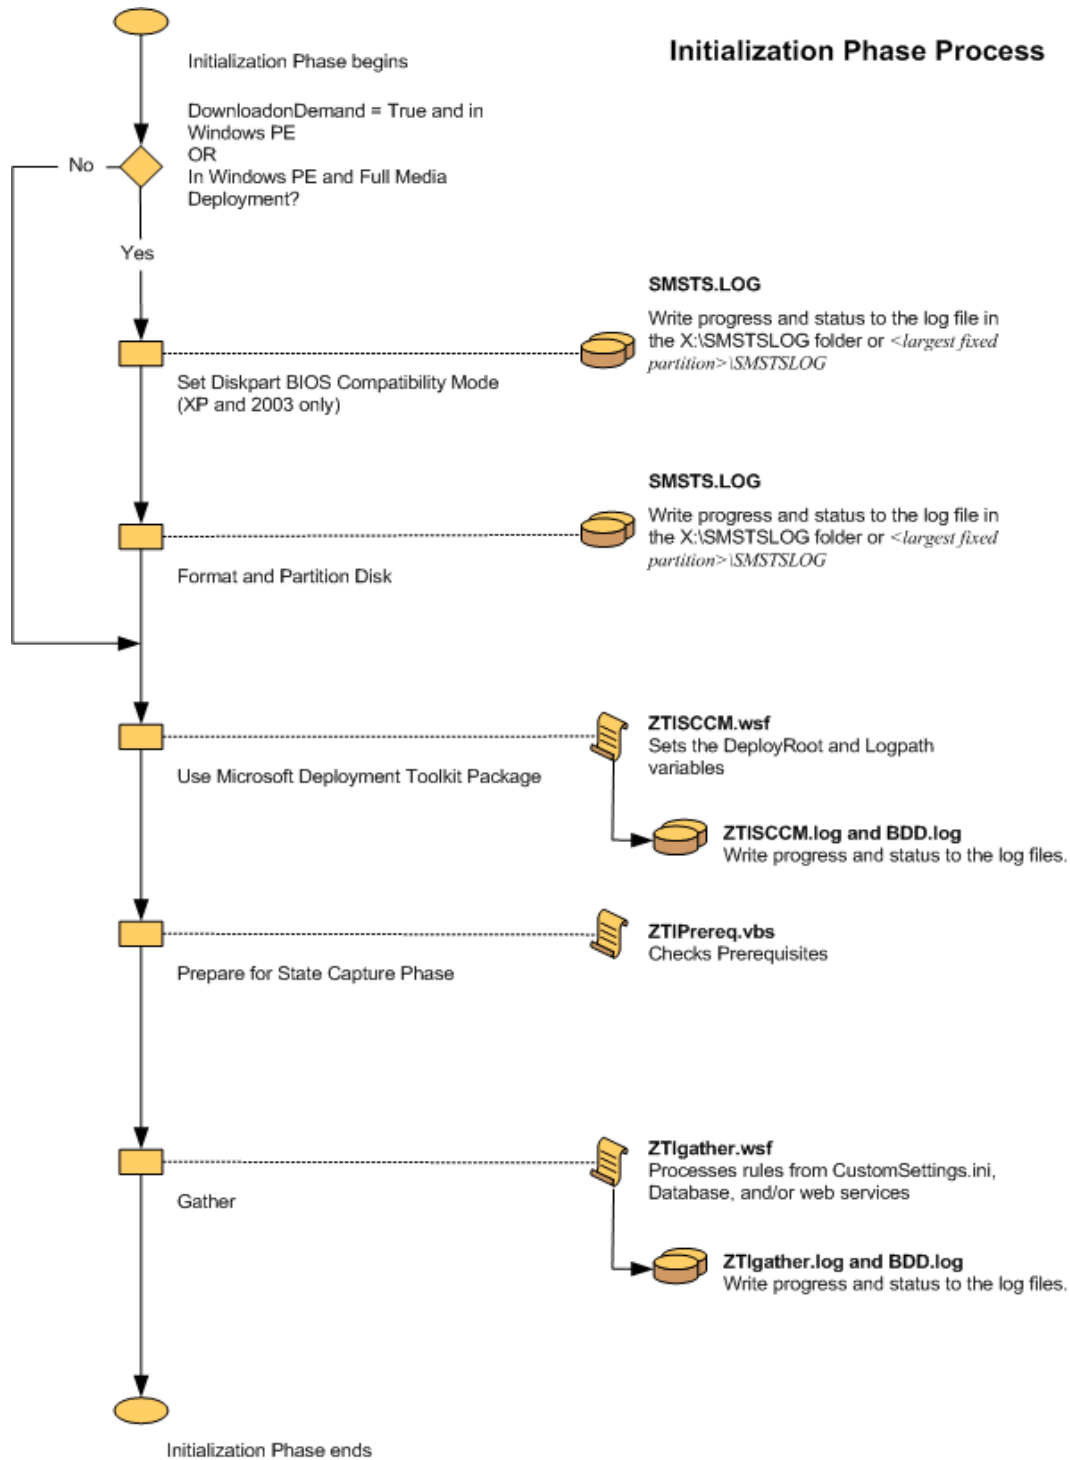 Initialization Phase Process
Initialization Phase begins
DownloadonDemand = True and in
Windows PE
OR
In Windows PE and Full Media
Deployment?
No
Yes
SMSTS.LOG
Write progress and status to the log file in
the X:\SMSTSLOG folder or <largest fixed
partition>\SMSTSLOG
Set Diskpart BIOS Compatibility Mode
(XP and 2003 only)
SMSTS.LOG
Write progress and status to the log file in
the X:\SMSTSLOG folder or <largest fixed
partition>\SMSTSLOG
Format and Partition Disk
ZTISCCM.wsf
Sets the DeployRoot and Logpath
variables
Use Microsoft Deployment Toolkit Package
ZTISCCM.log and BDD.log
Write progress and status to the log files.
ZTIPrereq.vbs
Checks Prerequisites
Prepare for State Capture Phase
ZTIgather.wsf
Processes rules from CustomSettings.ini,
Database, and/or web services
Gather
ZTIgather.log and BDD.log
Write progress and status to the log files.
Initialization Phase ends